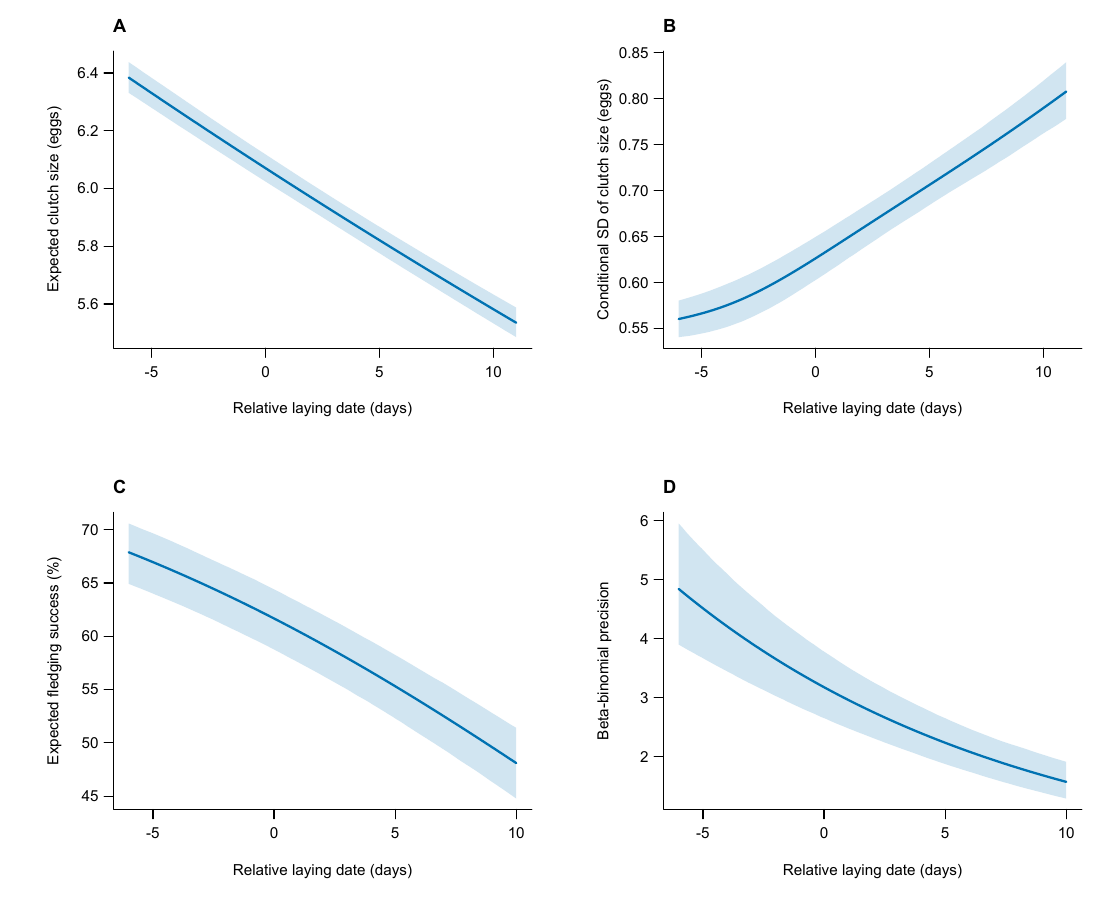 A
Expected clutch size (eggs)
6.4
6.2
6.0
5.8
5.6
-5 0 5 10
Relative laying date (days)
B
Conditional SD of clutch size (eggs)
0.85
0.80
0.75
0.70
0.65
0.60
0.55
-5 0 5 10
Relative laying date (days)
C
Expected fledging success (%)
70
65
60
55
50
45
-5 0 5 10
Relative laying date (days)
D
Beta-binomial precision
6
5
4
3
2
-5 0 5 10
Relative laying date (days)